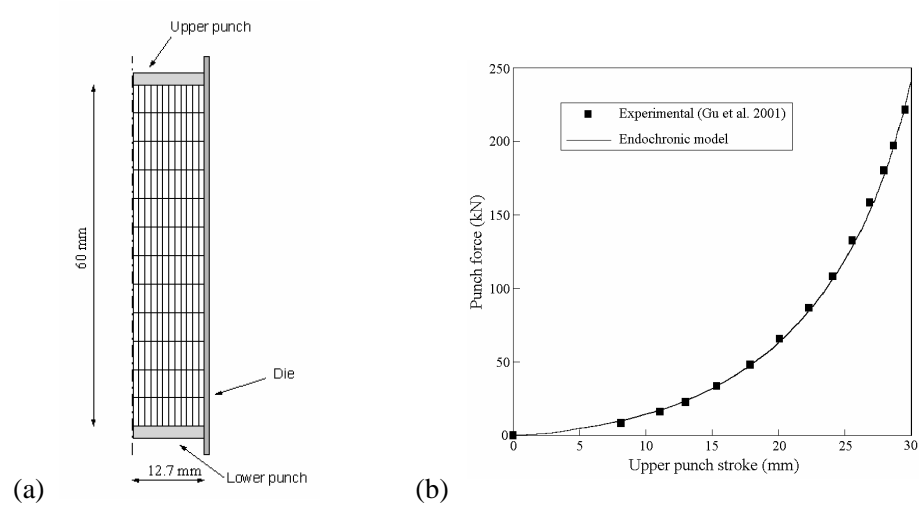 Upper punch
60 mm
Die
12.7 mm
Lower punch
(a)
250
200
150
100
50
0
Punch force (kN)
Experimental (Gu et al. 2001)
Endochronic model
0 5 10 15 20 25 30
Upper punch stroke (mm)
(b)